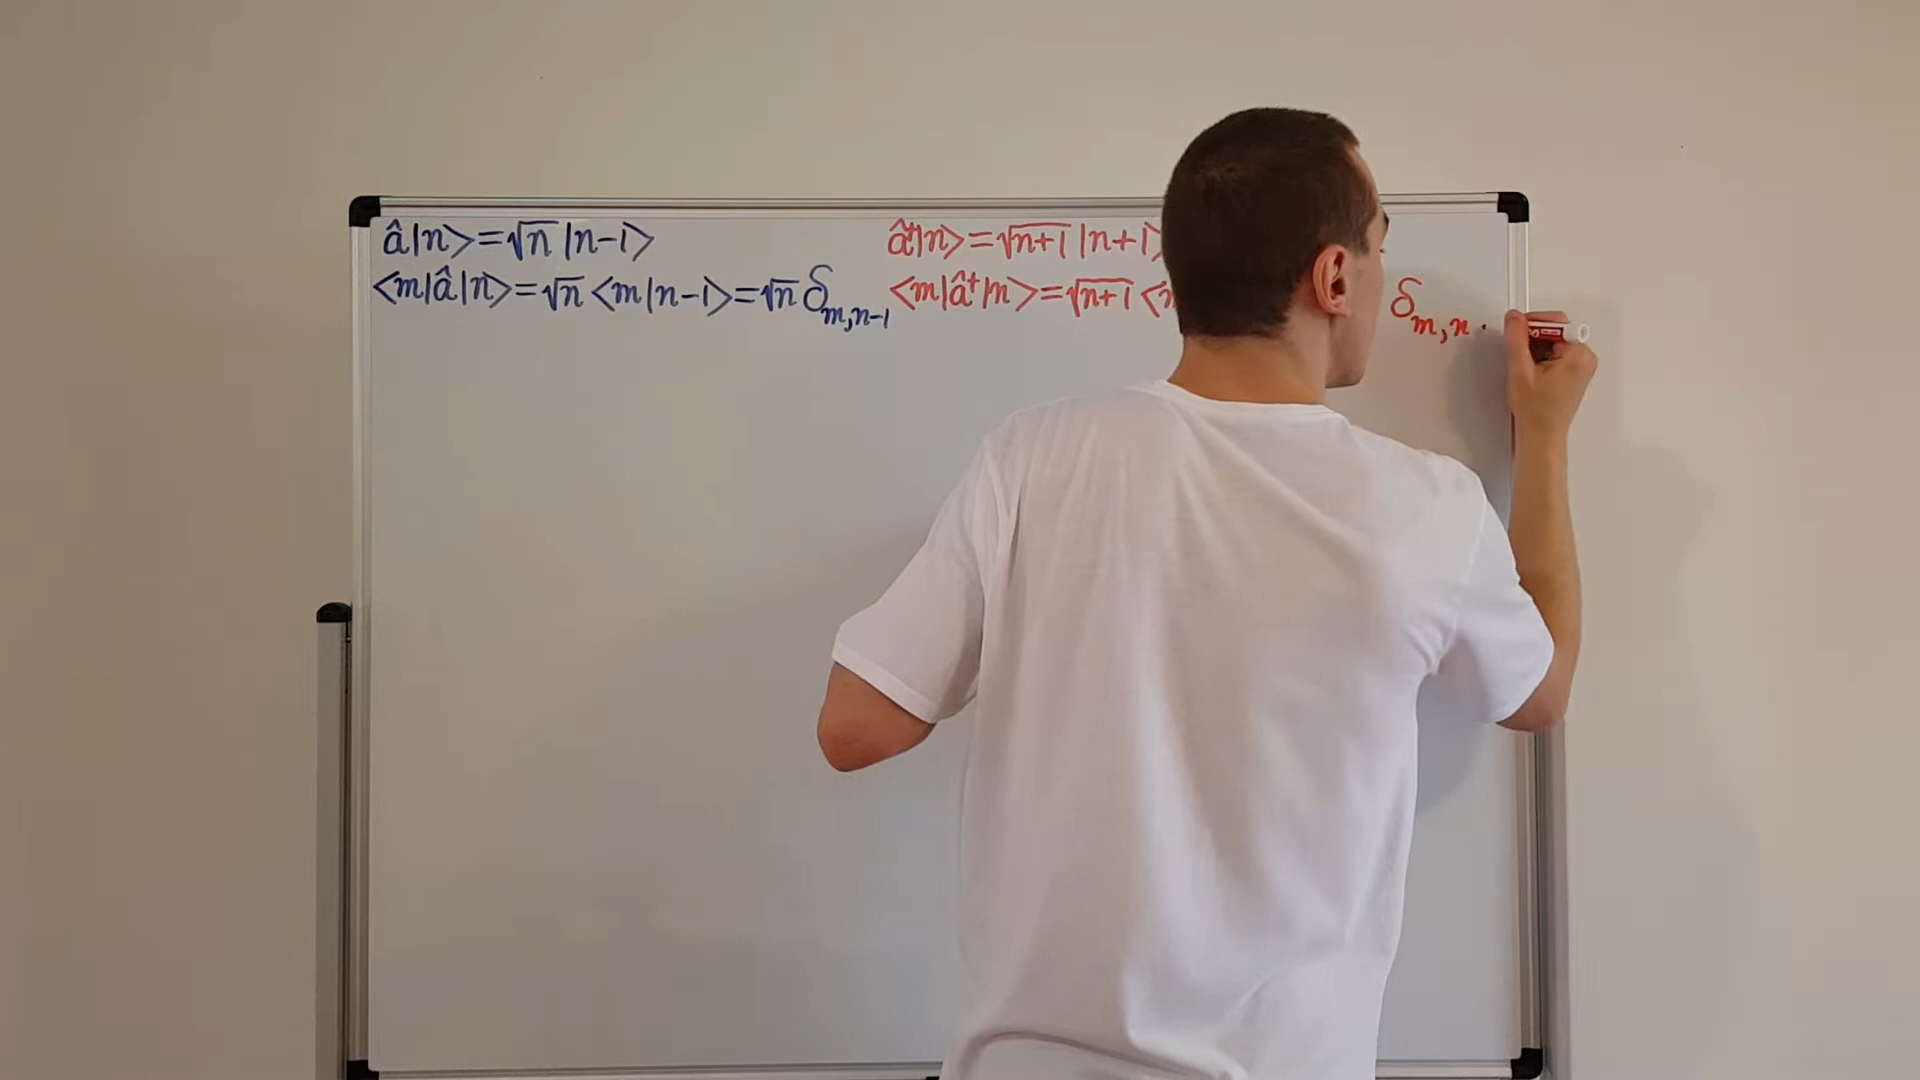 â|n>=√n |n-1>
<m|â|n>=√n <m|n-1>=√n δ_{m,n-1}
â†|n>=√n+1 |n+1>
<m|â†|n>=√n+1 < δ_{m,n